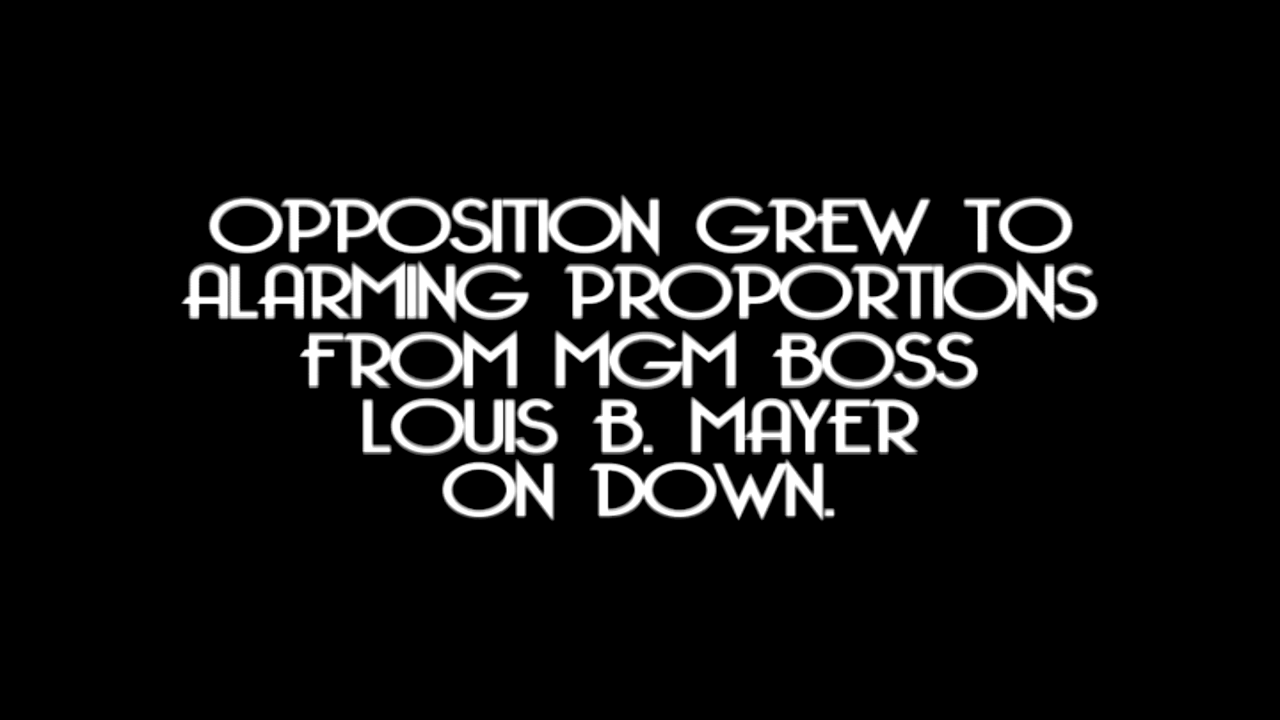 OPPOSITION GREW TO
ALARMING PROPORTIONS
FROM MGM BOSS
LOUIS B. MAYER
ON DOWN.